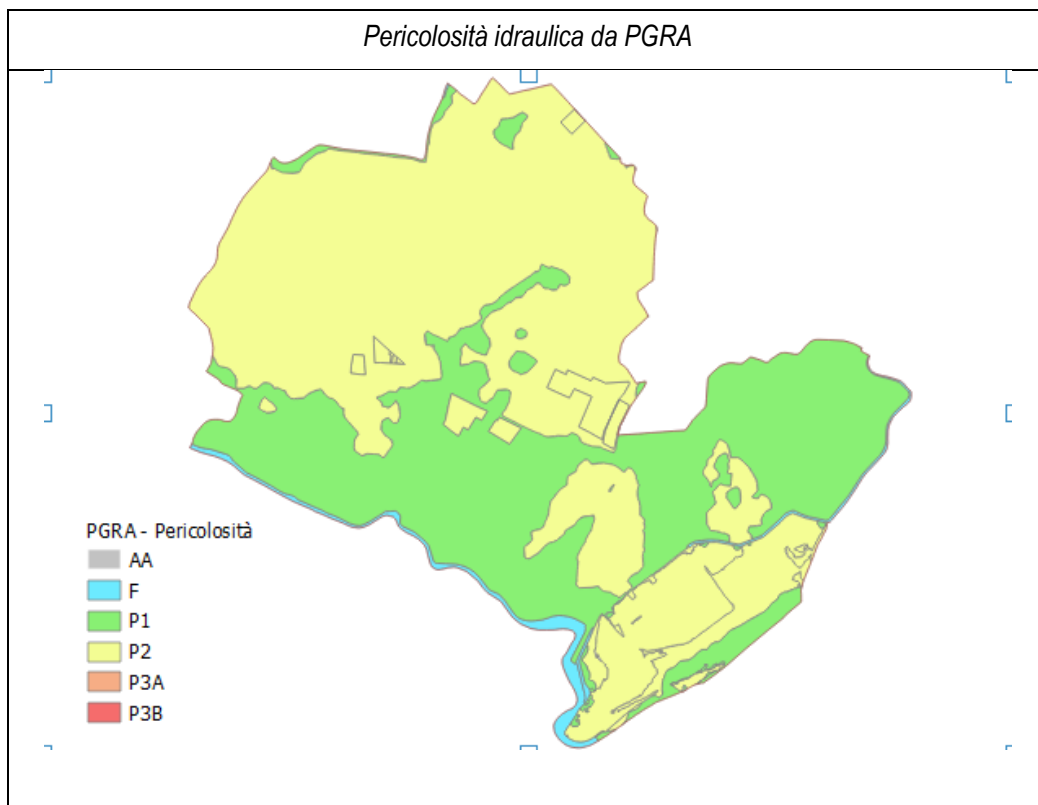 Pericolosità idraulica da PGRA
PGRA - Pericolosità
AA
F
P1
P2
P3A
P3B